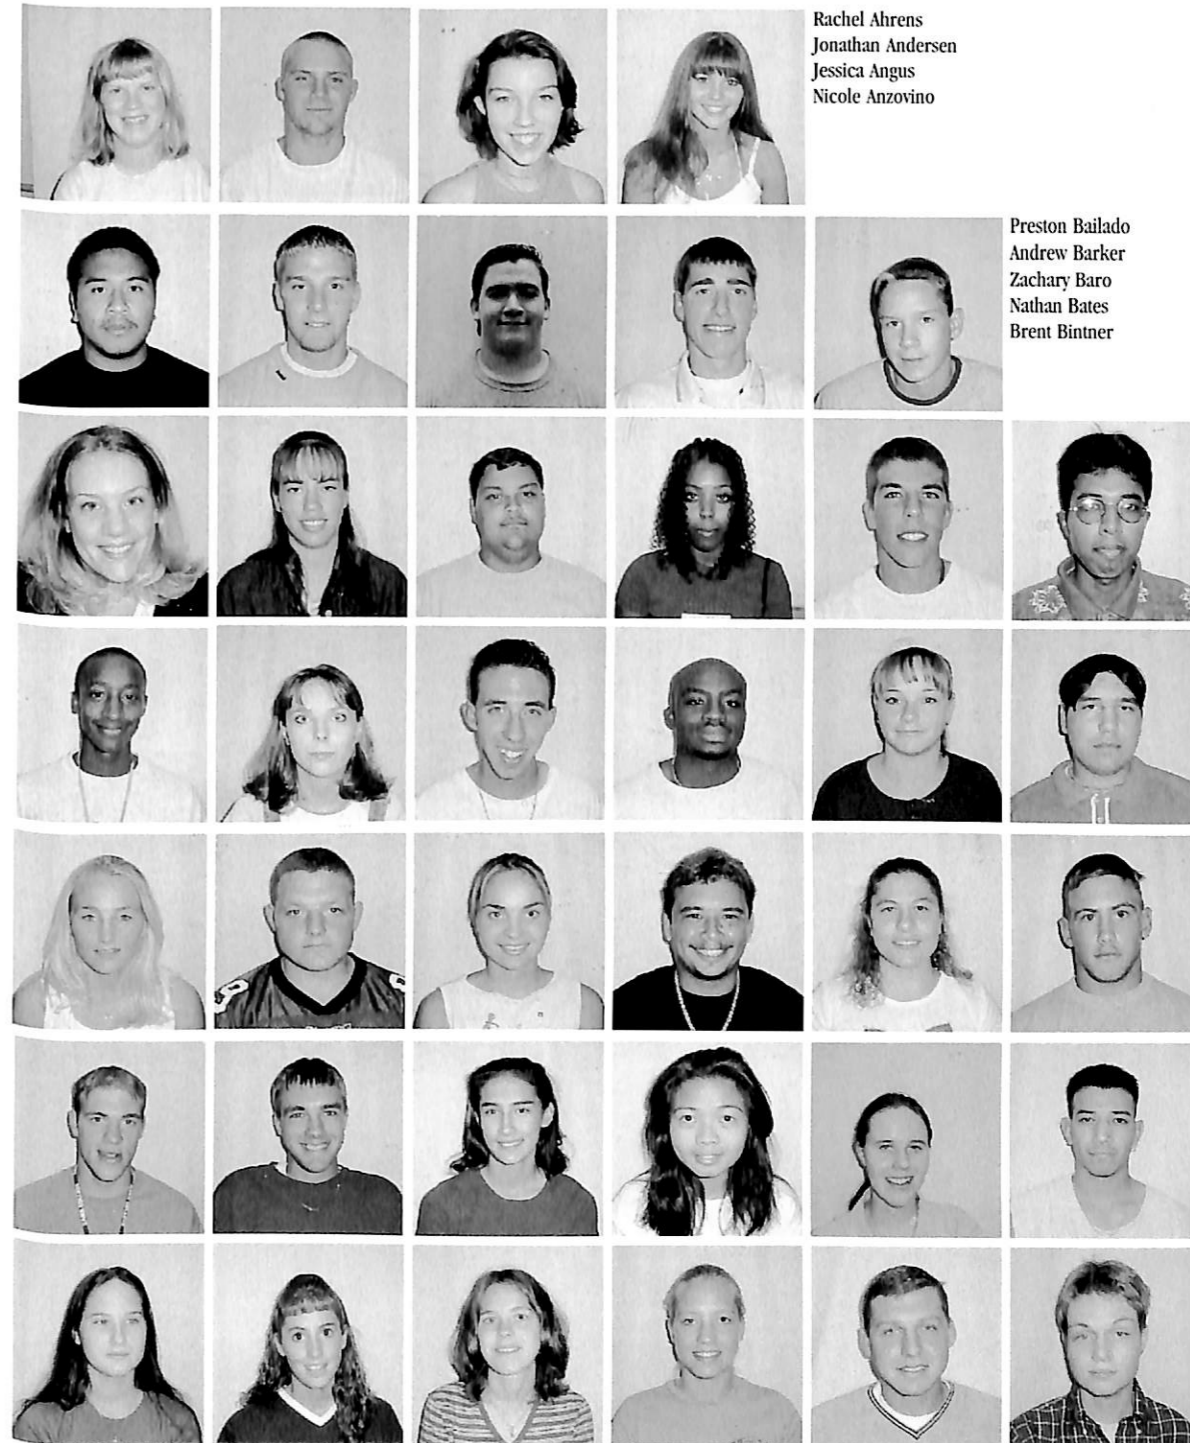 Rachel Ahrens
Jonathan Andersen
Jessica Angus
Nicole Anzovino
Preston Bailado
Andrew Barker
Zachary Baro
Nathan Bates
Brent Bintner